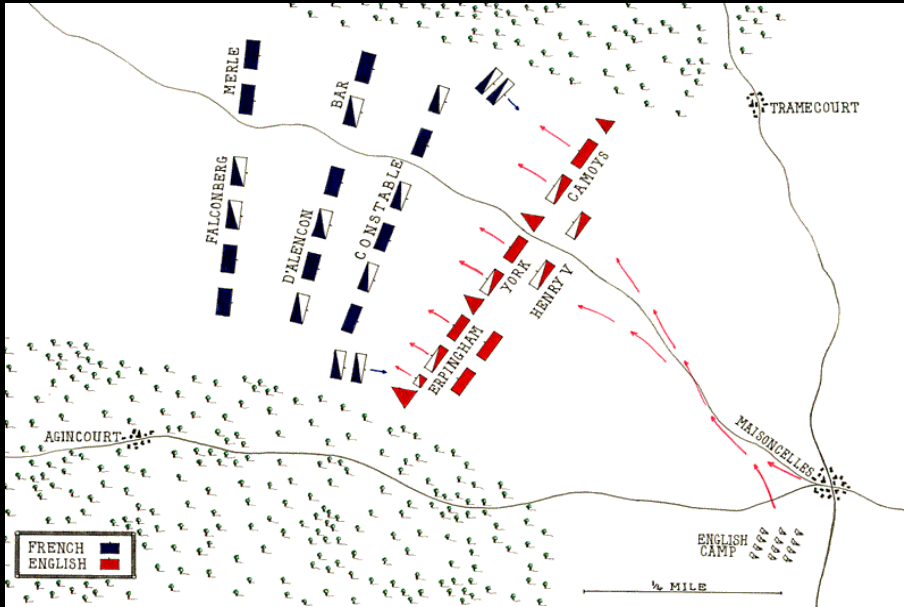 MERLE
BAR
TRAMECOURT
FALCONBERG
D'ALENCON
CONSTABLE
CAMOYS
YORK
HENRY V
ERPINGHAM
AGINCOURT
MAISONCELLES
ENGLISH
CAMP
FRENCH
ENGLISH
½ MILE